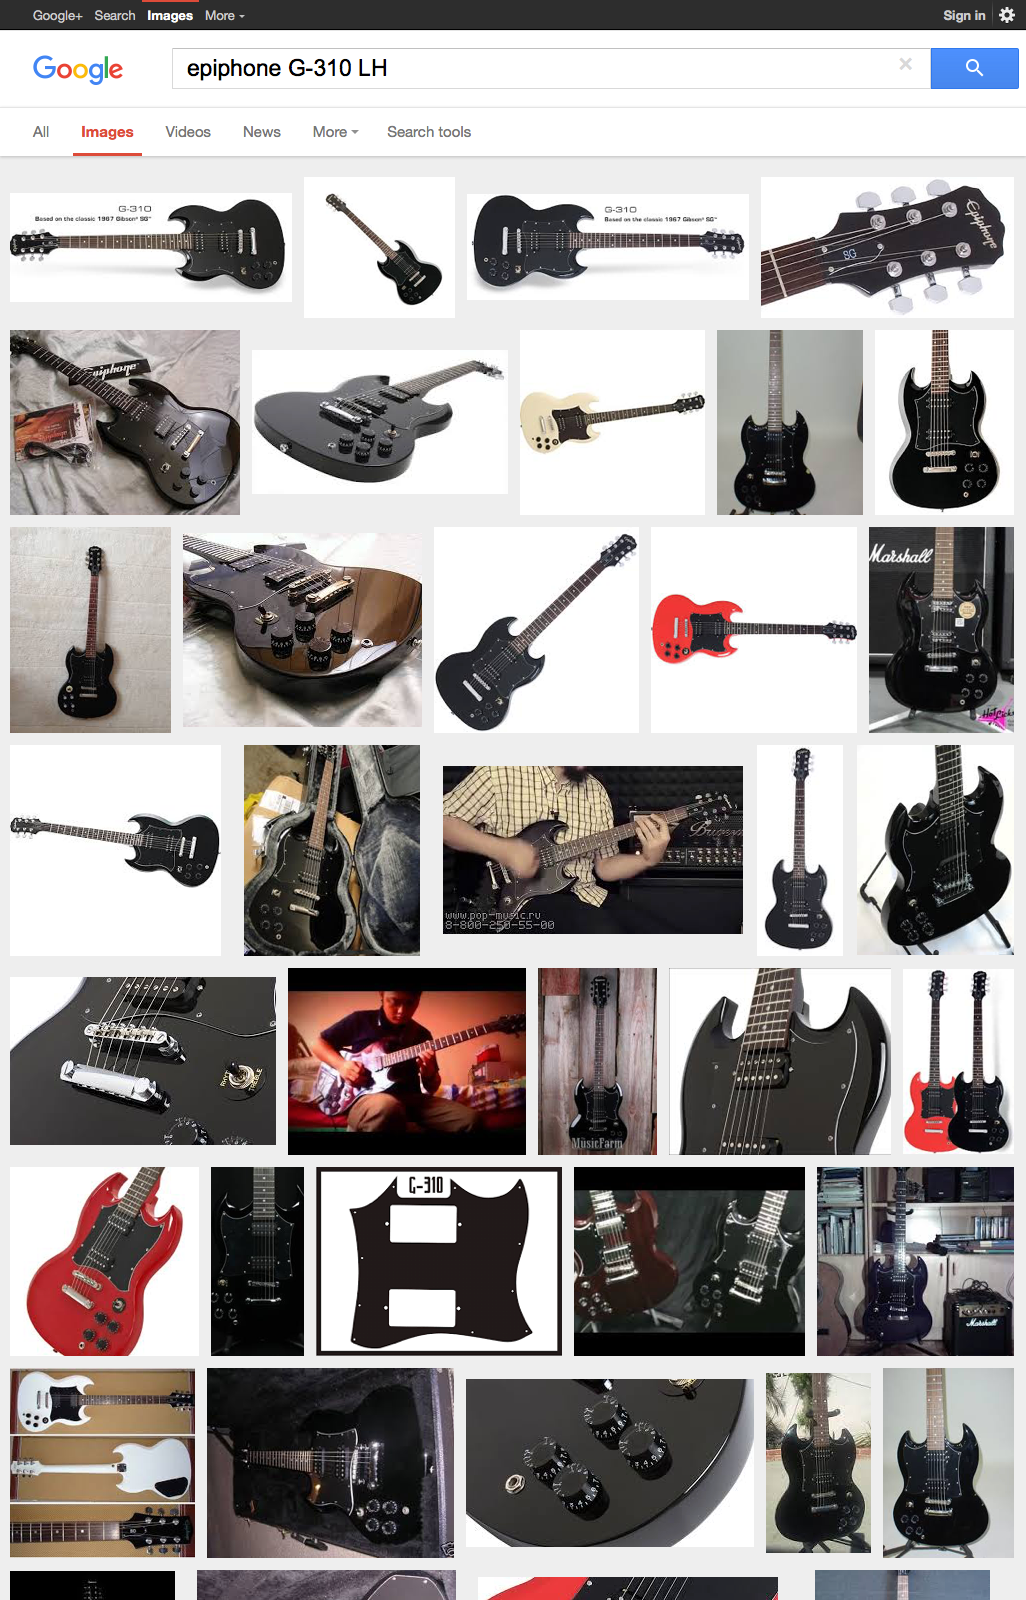 Google+ Search Images More Sign in
Google epiphone G-310 LH
All Images Videos News More Search tools
G-310
Based on the classic 1967 Gibson® SG™
G-310
Based on the classic 1967 Gibson® SG™
Epiphone
SG
Epiphone
Marshall
www.pop-music.ru
8-800-250-55-00
TREBLE
MusicFarm
G-310
Marshall
SG